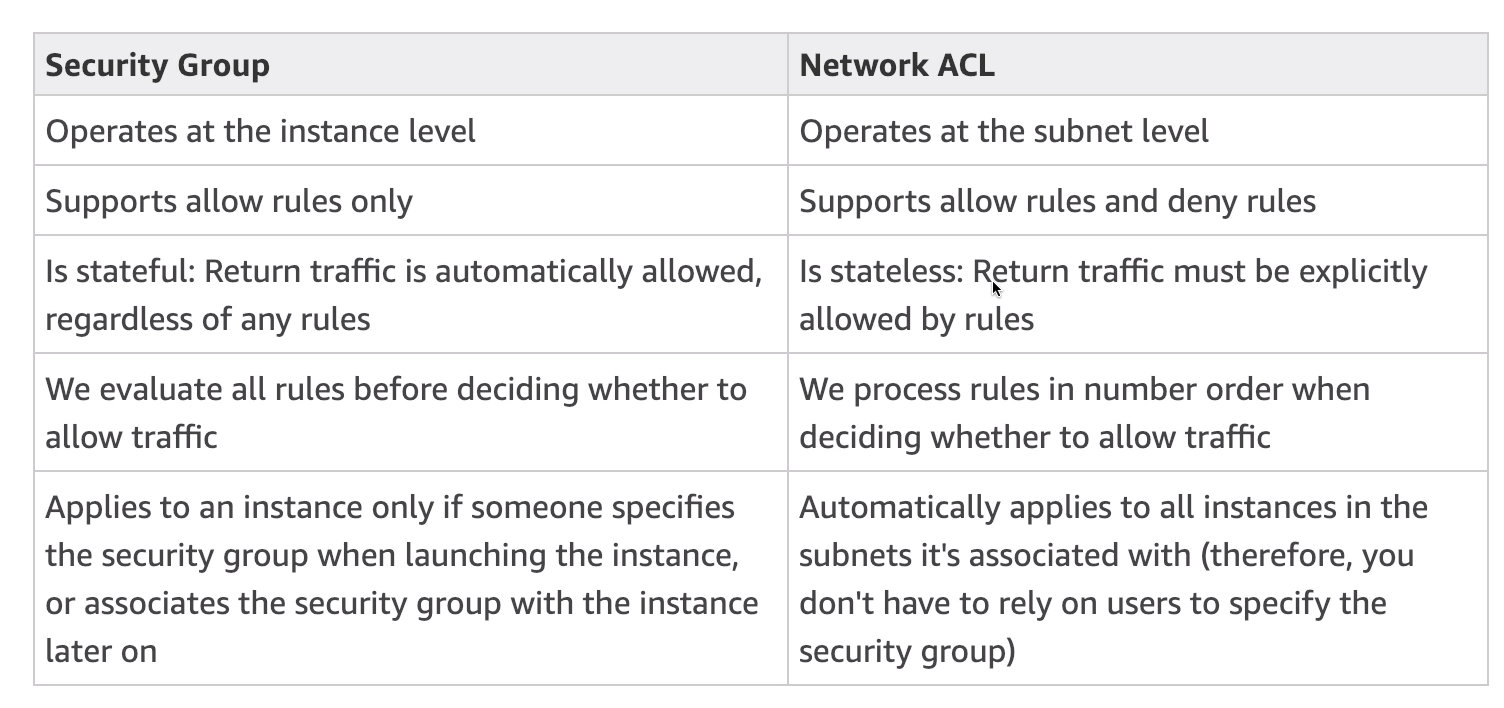 Security Group
Network ACL
Operates at the instance level
Operates at the subnet level
Supports allow rules only
Supports allow rules and deny rules
Is stateful: Return traffic is automatically allowed,
regardless of any rules
Is stateless: Return traffic must be explicitly
allowed by rules
We evaluate all rules before deciding whether to
allow traffic
We process rules in number order when
deciding whether to allow traffic
Applies to an instance only if someone specifies
the security group when launching the instance,
or associates the security group with the instance
later on
Automatically applies to all instances in the
subnets it's associated with (therefore, you
don't have to rely on users to specify the
security group)